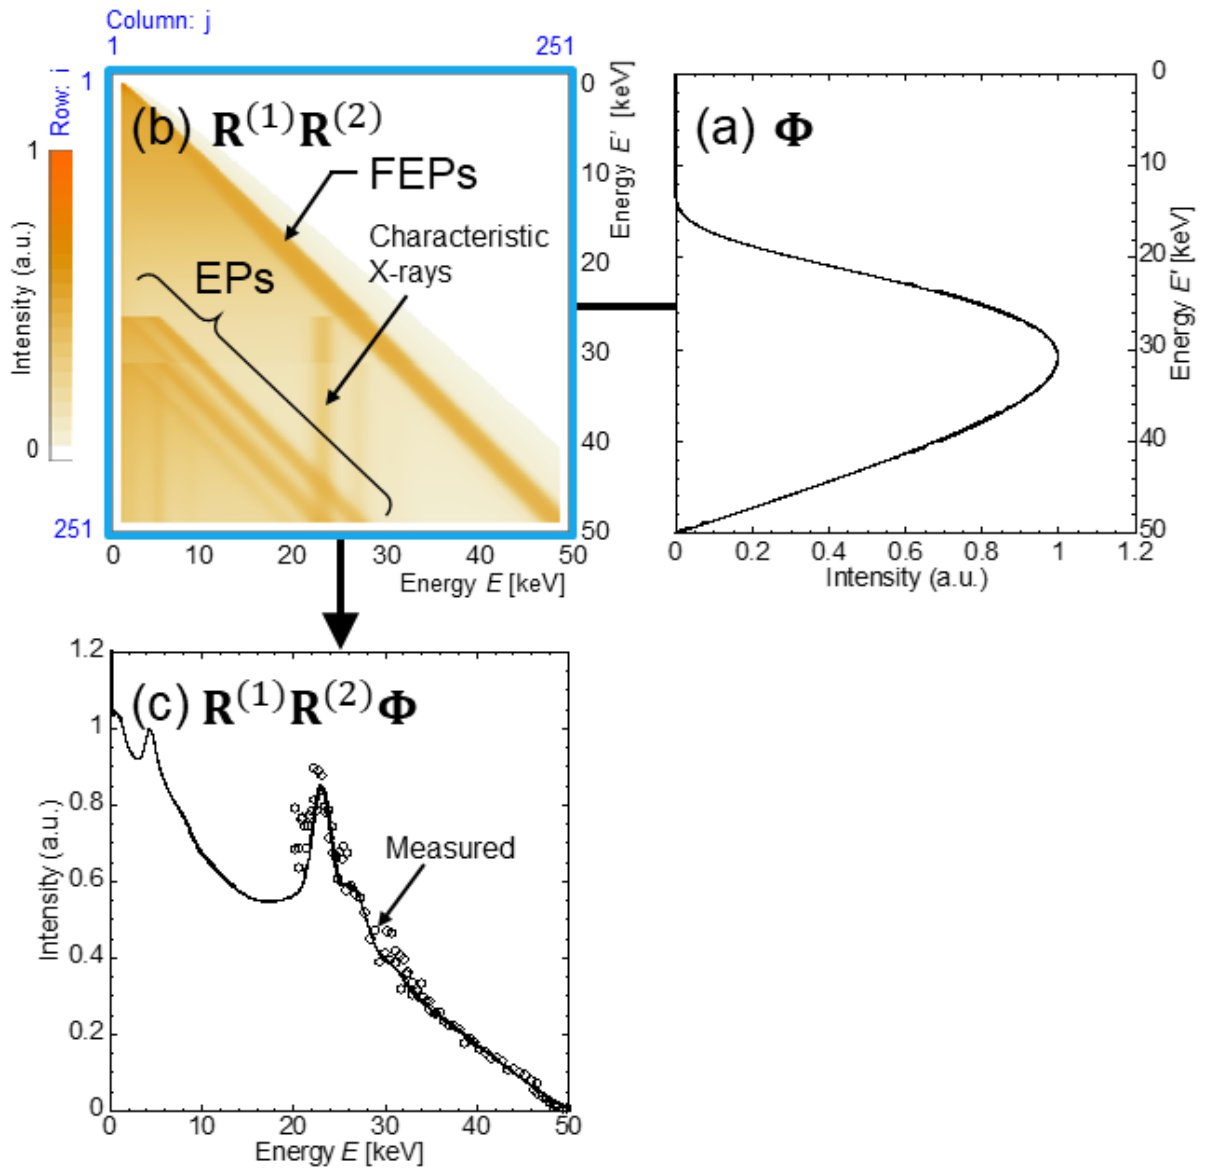 Column: j
1 251
Row: i
1
251
Intensity (a.u.)
1
0
(b) R⁽¹⁾R⁽²⁾
FEPs
Characteristic
X-rays
EPs
0
10
20
30
40
50
Energy E' [keV]
0 10 20 30 40 50
Energy E [keV]
(a) Φ
0
10
20
30
40
50
Energy E' [keV]
0 0.2 0.4 0.6 0.8 1 1.2
Intensity (a.u.)
(c) R⁽¹⁾R⁽²⁾Φ
Measured
1.2
1
0.8
0.6
0.4
0.2
0
Intensity (a.u.)
0 10 20 30 40 50
Energy E [keV]